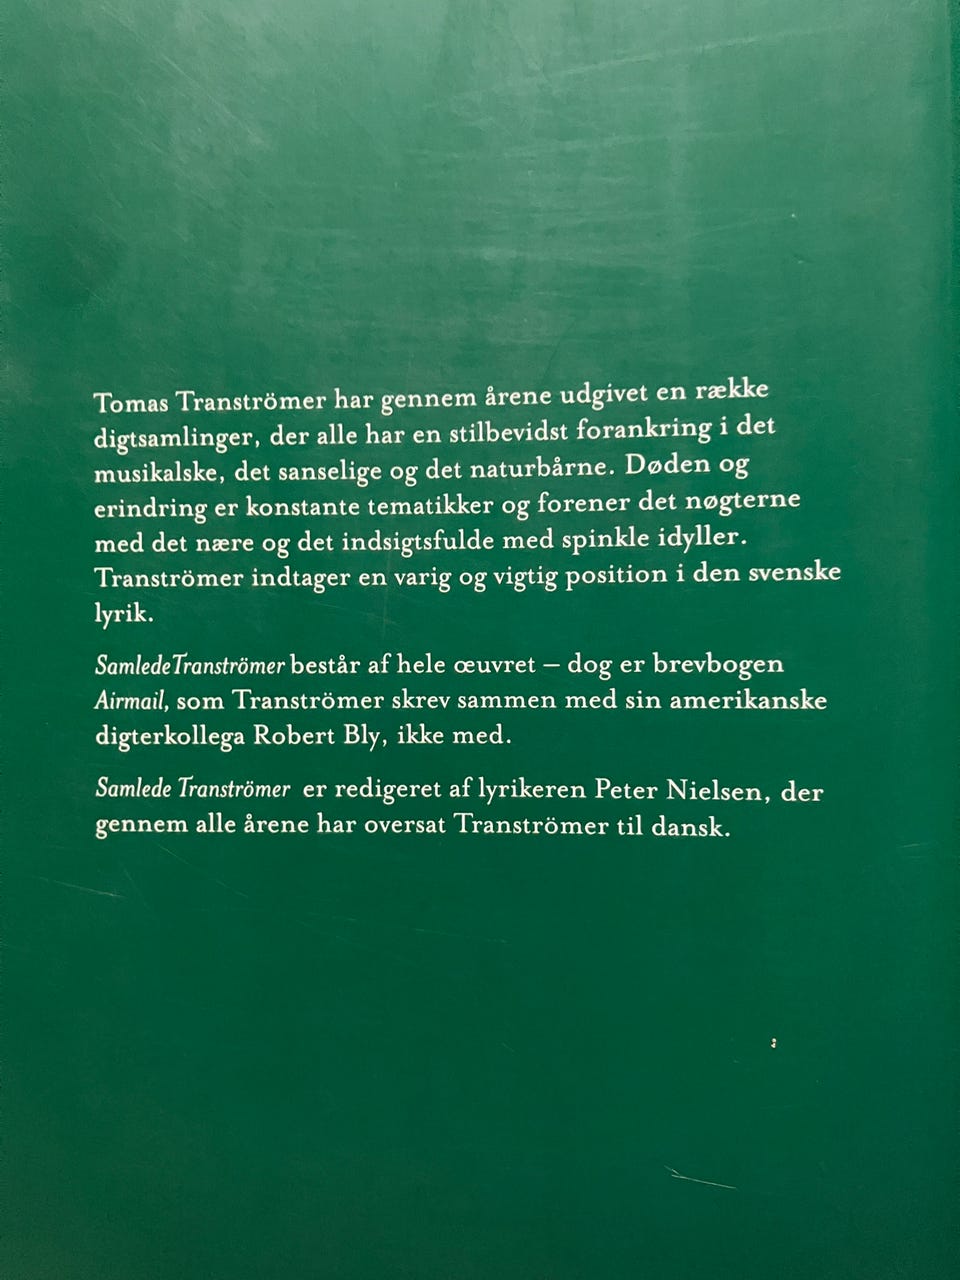 Tomas Tranströmer har gennem årene udgivet en række
digtsamlinger, der alle har en stilbevidst forankring i det
musikalske, det sanselige og det naturbårne. Døden og
erindring er konstante tematikker og forener det nøgterne
med det nære og det indsigtsfulde med spinkle idyller.
Tranströmer indtager en varig og vigtig position i den svenske
lyrik.
Samlede Tranströmer består af hele œuvret – dog er brevbogen
Airmail, som Tranströmer skrev sammen med sin amerikanske
digterkollega Robert Bly, ikke med.
Samlede Tranströmer er redigeret af lyrikeren Peter Nielsen, der
gennem alle årene har oversat Tranströmer til dansk.